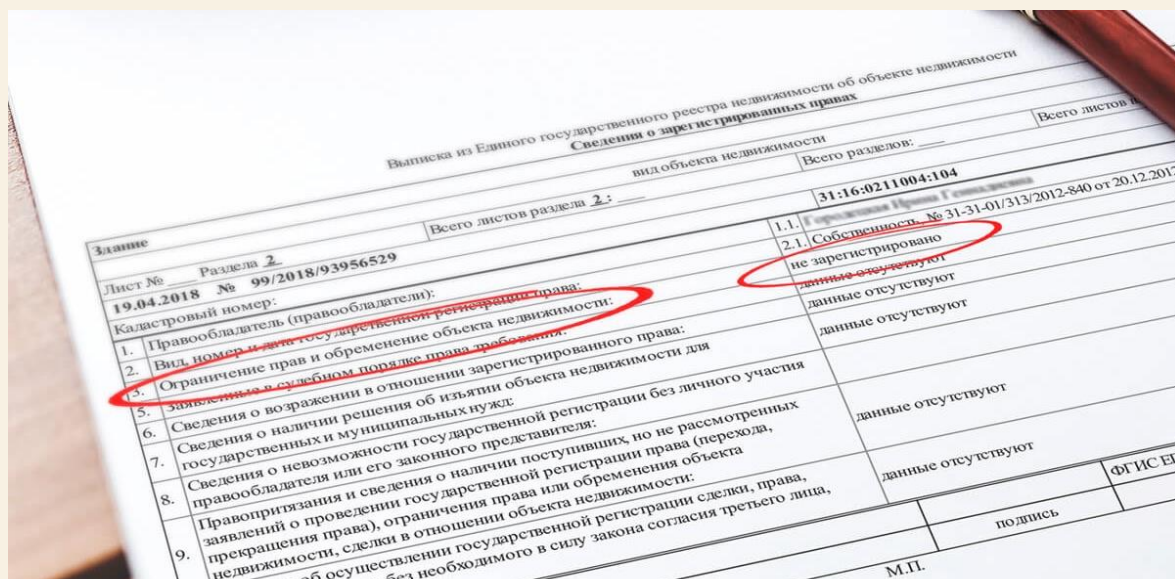 Выписка из Единого государственного реестра недвижимости об объекте недвижимости
Сведения о зарегистрированных правах
Здание
вид объекта недвижимости
Лист № ___ Раздела 2
Всего листов раздела 2 : ___
Всего разделов: ___
Всего листов
19.04.2018 № 99/2018/93956529
Кадастровый номер:
31:16:0211004:104
1. Правообладатель (правообладатели):
1.1.
2. Вид, номер и дата государственной регистрации права:
2.1. Собственность, № 31-31-01/313/2012-840 от 20.12.2012
3. Ограничение прав и обременение объекта недвижимости:
не зарегистрировано
5. Заявленные в судебном порядке права требования:
данные отсутствуют
6. Сведения о возражении в отношении зарегистрированного права:
данные отсутствуют
7. Сведения о наличии решения об изъятии объекта недвижимости для
государственных и муниципальных нужд:
данные отсутствуют
8. Сведения о невозможности государственной регистрации без личного участия
правообладателя или его законного представителя:
данные отсутствуют
9. Правопритязания и сведения о наличии поступивших, но не рассмотренных
заявлений о проведении государственной регистрации права (перехода,
прекращения права), ограничения права или обременения объекта
недвижимости, сделки в отношении объекта недвижимости:
данные отсутствуют
об осуществлении государственной регистрации сделки, права,
без необходимого в силу закона согласия третьего лица,
ФГИС
подпись
М.П.